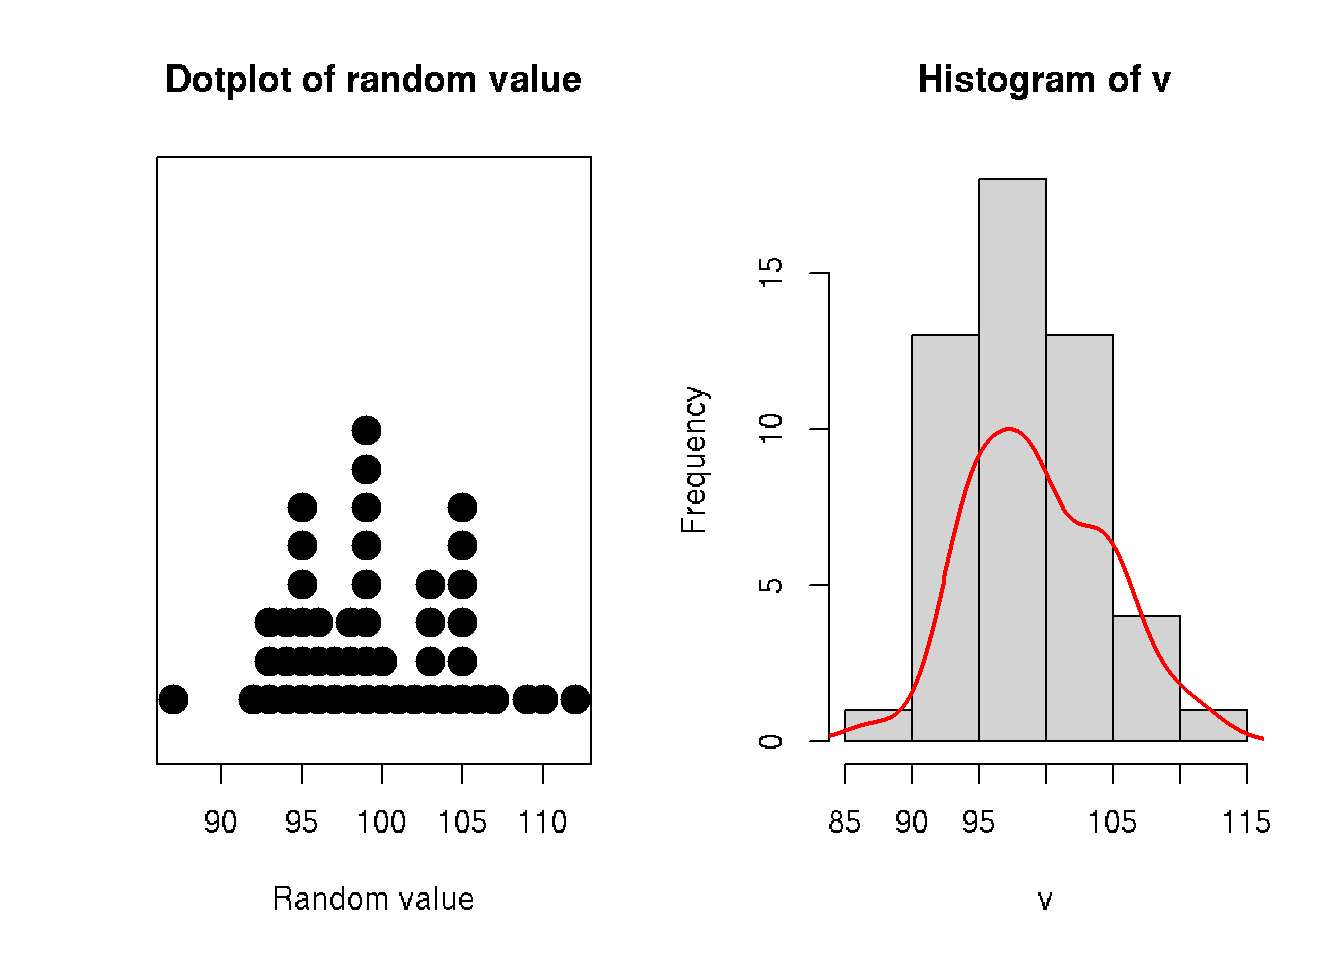 Dotplot of random value
90 95 100 105 110
Random value
Histogram of v
Frequency
15
10
5
0
85 90 95 105 115
v